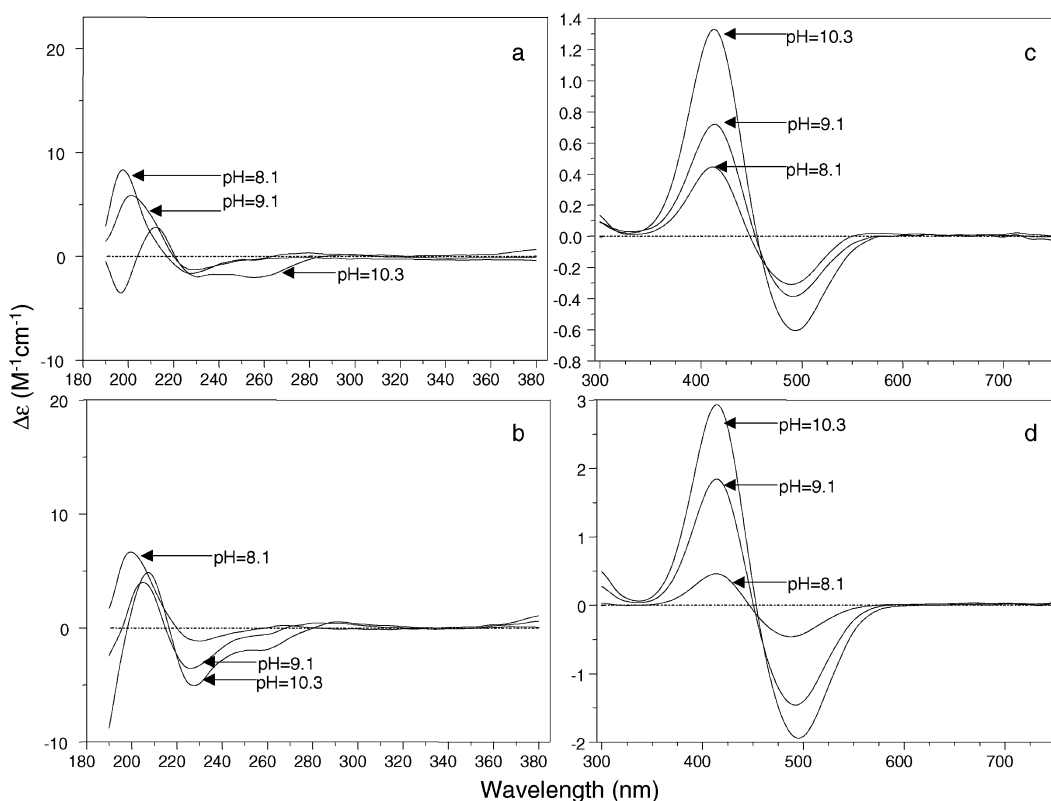 a
20
10
0
-10
pH=8.1
pH=9.1
pH=10.3
180 200 220 240 260 280 300 320 340 360 380
c
1.4
1.2
1.0
0.8
0.6
0.4
0.2
0.0
-0.2
-0.4
-0.6
-0.8
pH=10.3
pH=9.1
pH=8.1
300 400 500 600 700
Δε (M⁻¹cm⁻¹)
b
20
10
0
-10
pH=8.1
pH=9.1
pH=10.3
180 200 220 240 260 280 300 320 340 360 380
d
3
2
1
0
-1
-2
pH=10.3
pH=9.1
pH=8.1
300 400 500 600 700
Wavelength (nm)